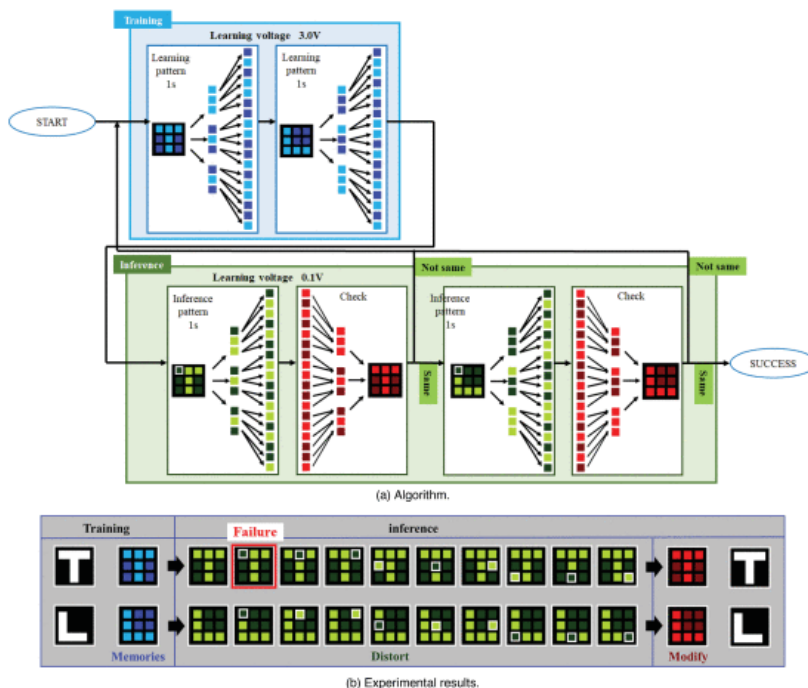 Training
Learning voltage 3.0V
Learning
pattern
1s
Learning
pattern
1s
START
Inference
Learning voltage 0.1V
Not same
Not same
Inference
pattern
1s
Check
Same
Inference
pattern
1s
Check
Same
SUCCESS
(a) Algorithm.
Training
Failure
inference
Memories
Distort
Modify
(b) Experimental results.